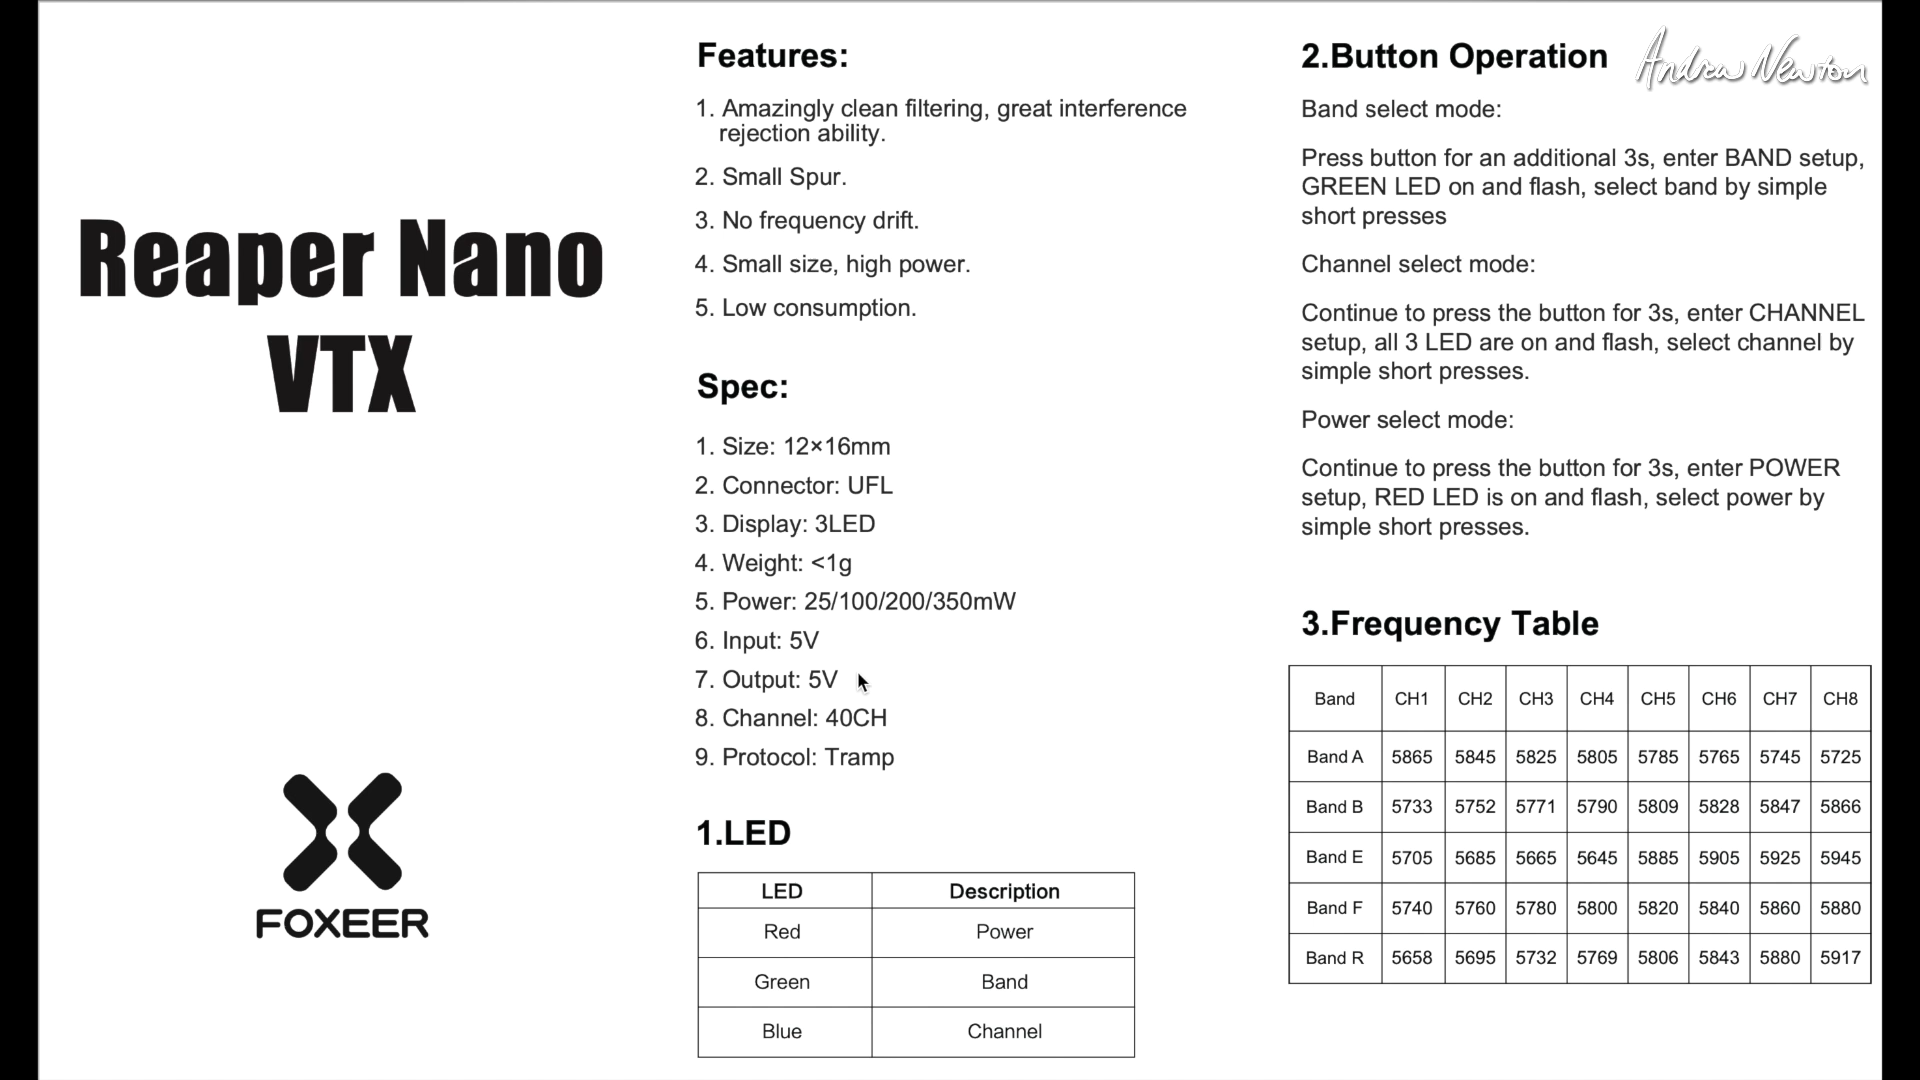 Reaper Nano
VTX
FOXEER
Features:
1. Amazingly clean filtering, great interference
rejection ability.
2. Small Spur.
3. No frequency drift.
4. Small size, high power.
5. Low consumption.
Spec:
1. Size: 12×16mm
2. Connector: UFL
3. Display: 3LED
4. Weight: <1g
5. Power: 25/100/200/350mW
6. Input: 5V
7. Output: 5V
8. Channel: 40CH
9. Protocol: Tramp
1.LED
LED Description
Red Power
Green Band
Blue Channel
2.Button Operation
Andrew Newton
Band select mode:
Press button for an additional 3s, enter BAND setup,
GREEN LED on and flash, select band by simple
short presses
Channel select mode:
Continue to press the button for 3s, enter CHANNEL
setup, all 3 LED are on and flash, select channel by
simple short presses.
Power select mode:
Continue to press the button for 3s, enter POWER
setup, RED LED is on and flash, select power by
simple short presses.
3.Frequency Table
Band CH1 CH2 CH3 CH4 CH5 CH6 CH7 CH8
Band A 5865 5845 5825 5805 5785 5765 5745 5725
Band B 5733 5752 5771 5790 5809 5828 5847 5866
Band E 5705 5685 5665 5645 5885 5905 5925 5945
Band F 5740 5760 5780 5800 5820 5840 5860 5880
Band R 5658 5695 5732 5769 5806 5843 5880 5917